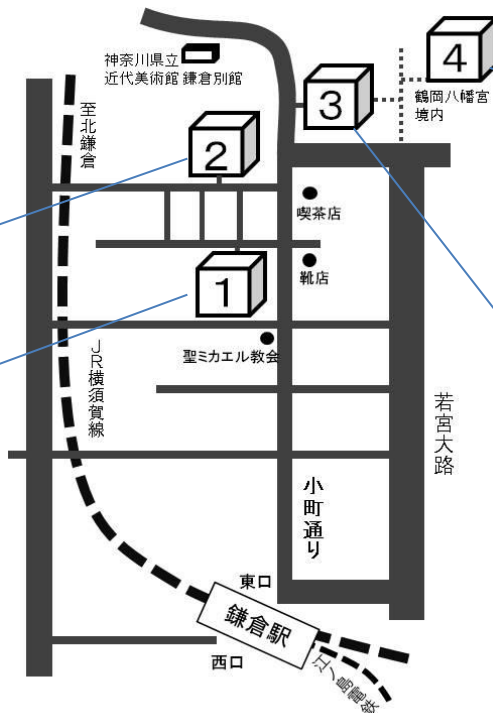 神奈川県立
近代美術館 鎌倉別館
4
鶴岡八幡宮
境内
3
至北鎌倉
2
喫茶店
1
靴店
聖ミカエル教会
JR横須賀線
若宮大路
小町通り
東口
鎌倉駅
西口
江ノ島電鉄